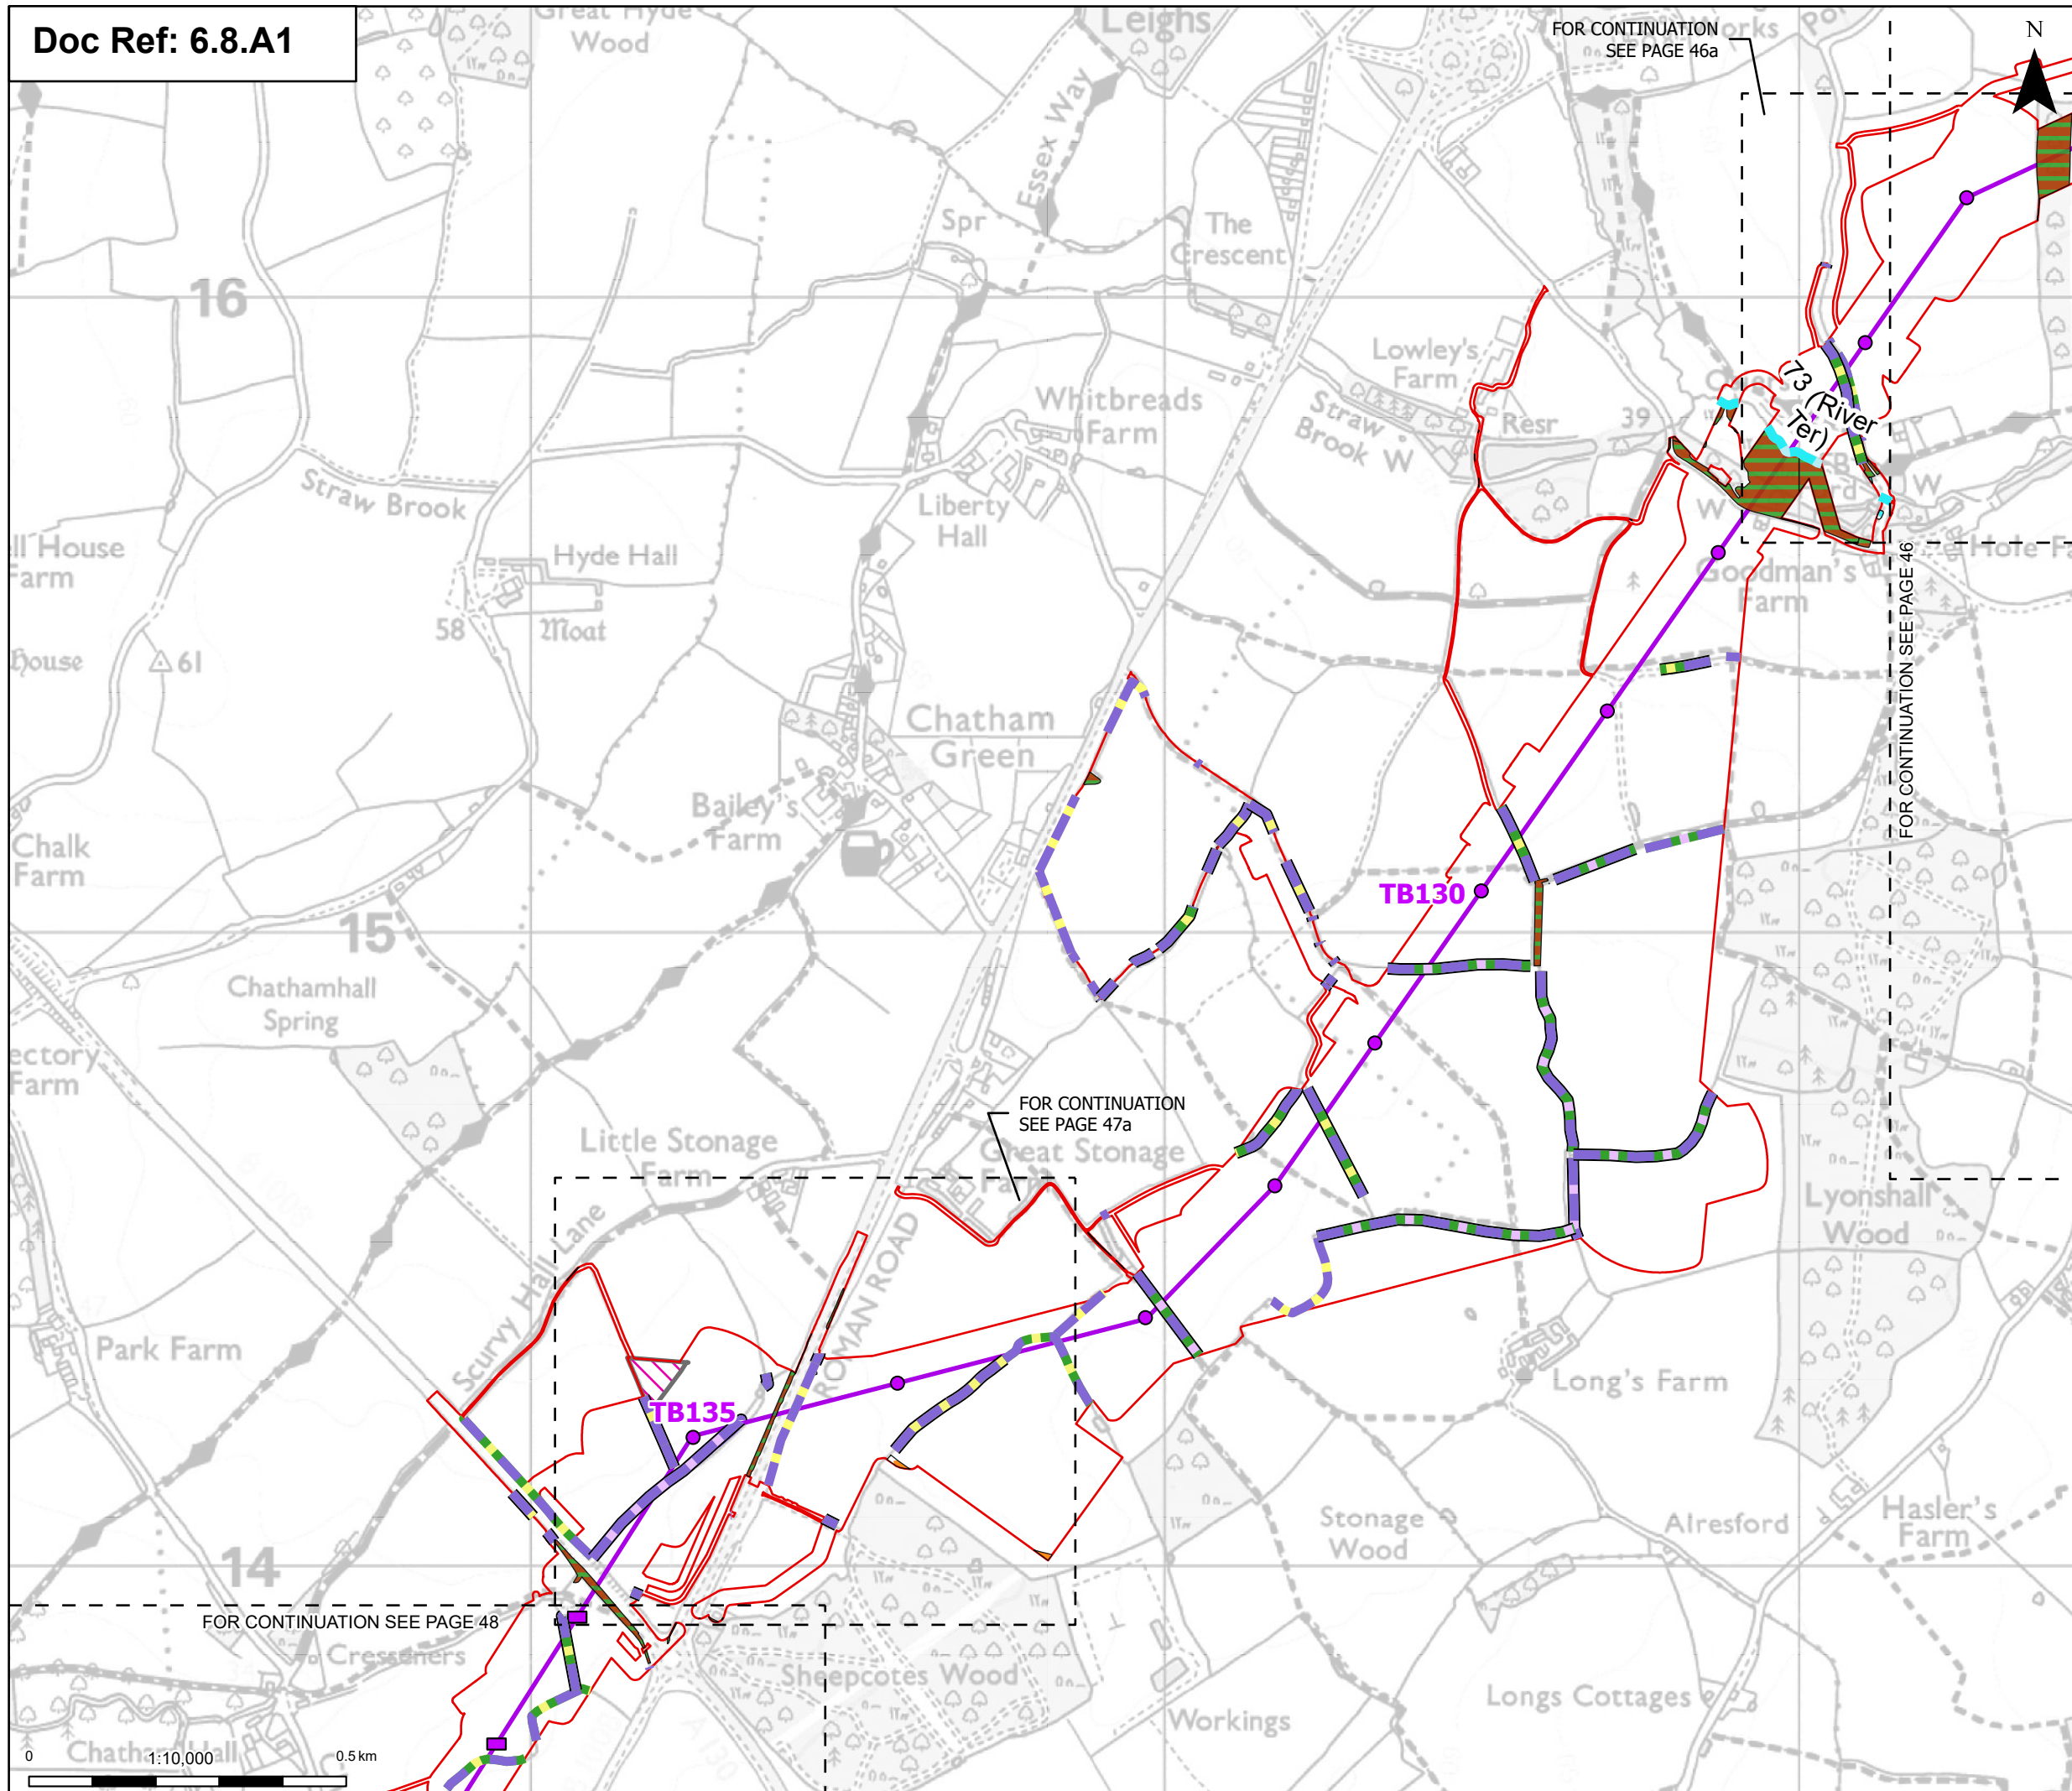 Doc Ref: 6.8.A1
Great Hyde
Wood
Leighs
FOR CONTINUATION
SEE PAGE 46a
Works
N
Essex Way
Spr
The
Crescent
16
Lowley's
Farm
Whitbreads
Farm
Straw
Brook
W
Resr
39
73
(River
Ter)
Straw Brook
Liberty
Hall
W
W
Hyde Hall
Goodman's
Farm
58
Moat
House
61
FOR CONTINUATION SEE PAGE 46
Chatham
Green
Bailey's
Farm
Chalk
Farm
TB130
15
Chathamhall
Spring
Farm
FOR CONTINUATION
SEE PAGE 47a
Little Stonage
Farm
Great Stonage
Lyonshall
Wood
Scurvy Hall Lane
ROMAN ROAD
Park Farm
Long's Farm
TB135
Stonage
Wood
Alresford
Hasler's
Farm
14
FOR CONTINUATION SEE PAGE 48
Cresseners
Sheepcotes Wood
Longs Cottages
Workings
A130
Chatham Hall
0
1:10,000
0.5 km